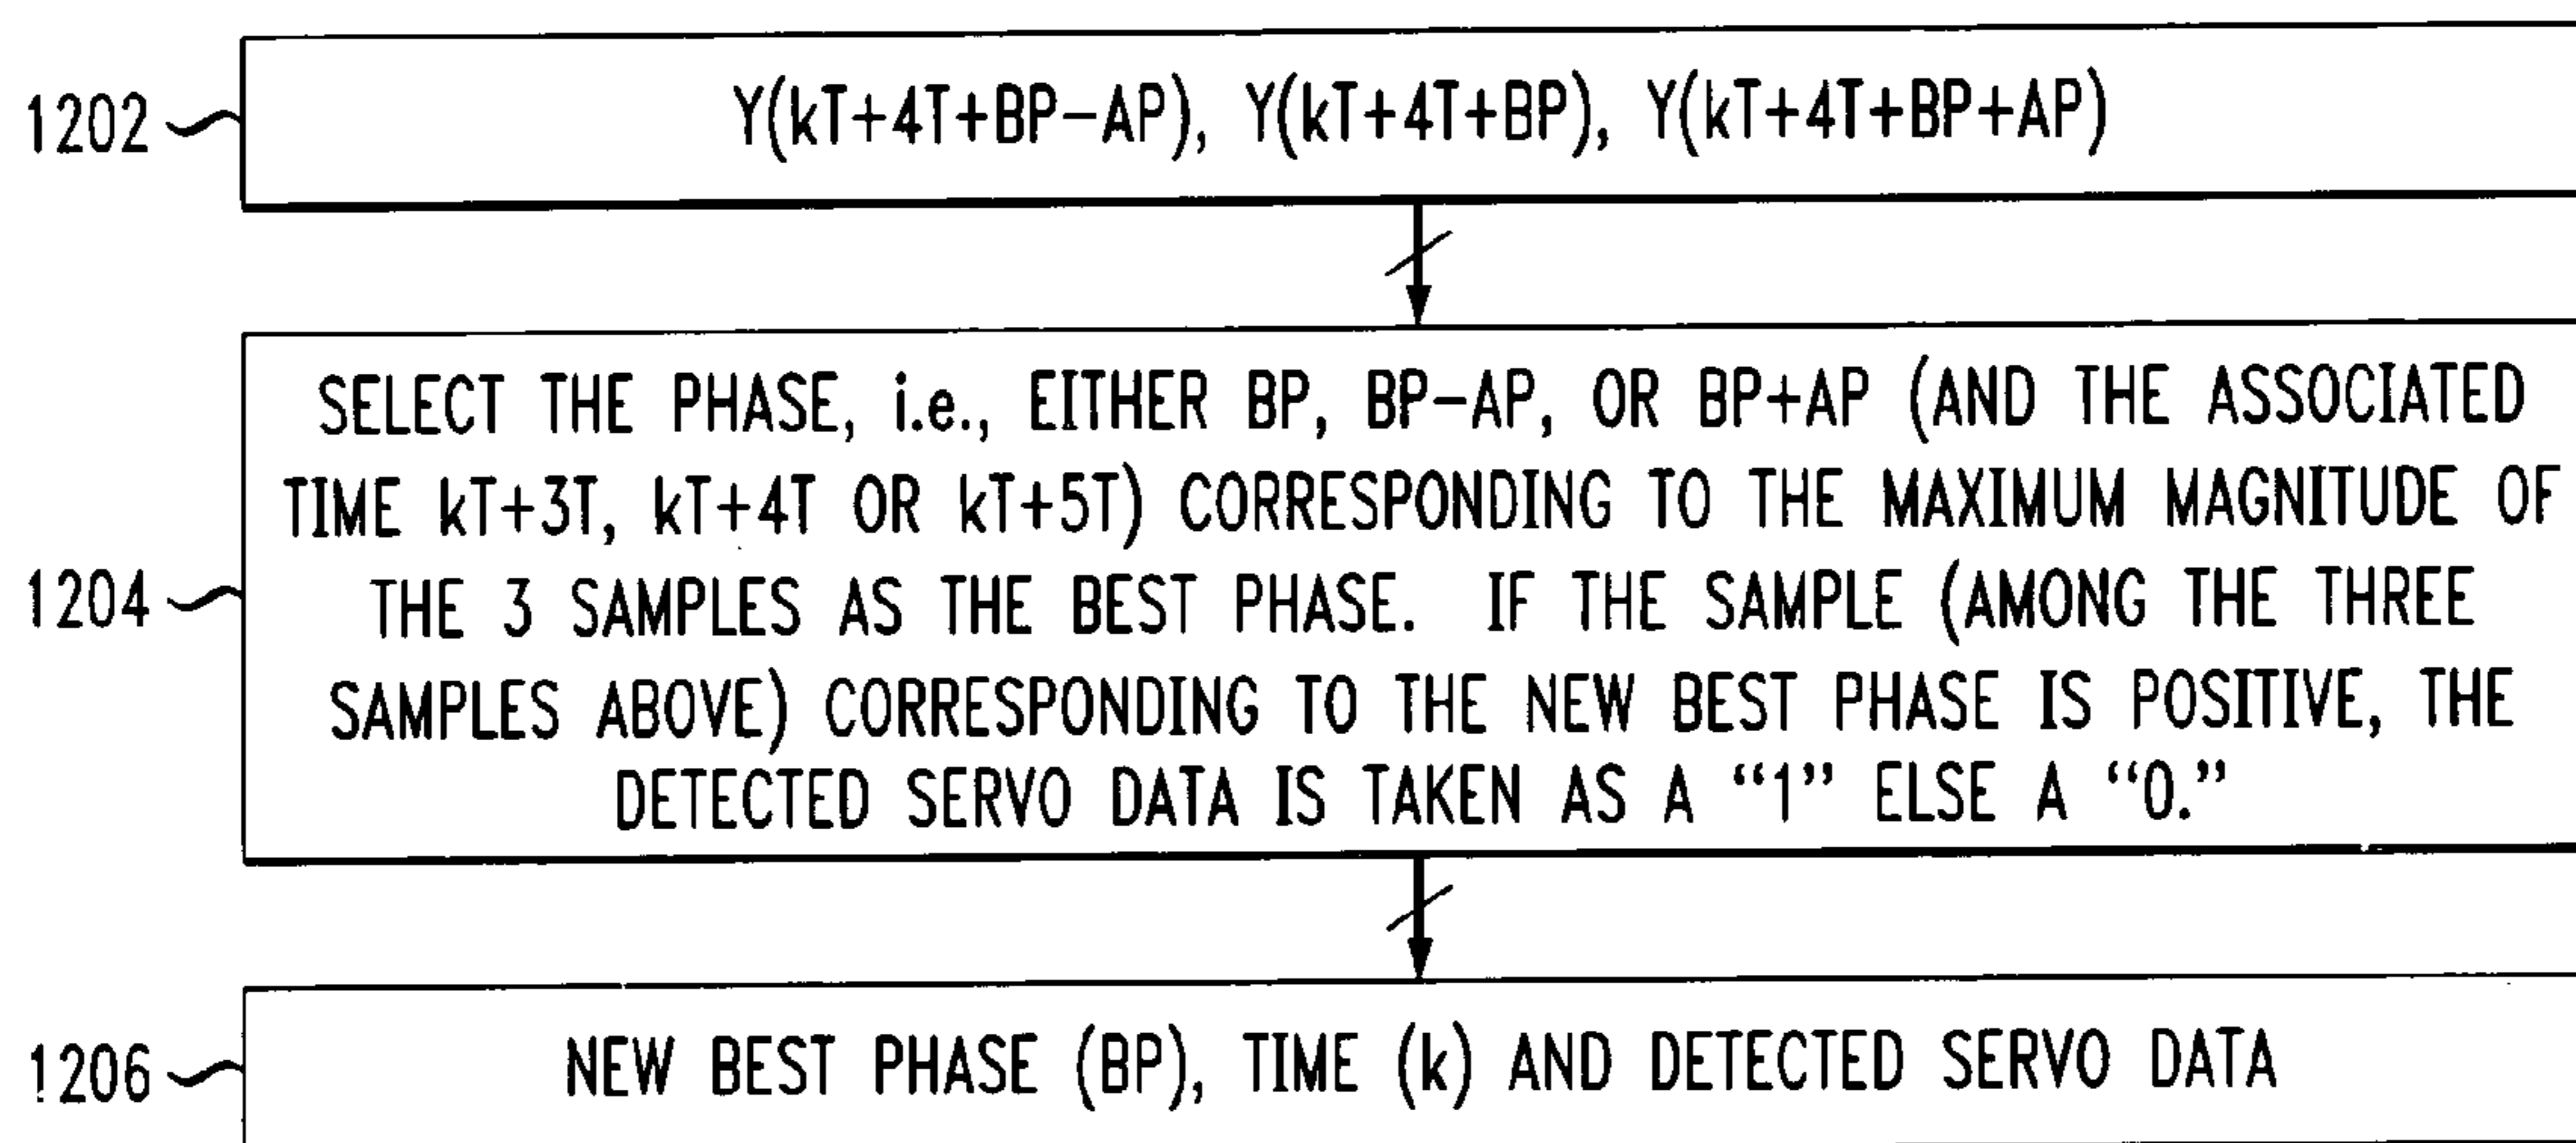 1202
Y(kT+4T+BP−AP), Y(kT+4T+BP), Y(kT+4T+BP+AP)
1204
SELECT THE PHASE, i.e., EITHER BP, BP−AP, OR BP+AP (AND THE ASSOCIATED
TIME kT+3T, kT+4T OR kT+5T) CORRESPONDING TO THE MAXIMUM MAGNITUDE OF
THE 3 SAMPLES AS THE BEST PHASE. IF THE SAMPLE (AMONG THE THREE
SAMPLES ABOVE) CORRESPONDING TO THE NEW BEST PHASE IS POSITIVE, THE
DETECTED SERVO DATA IS TAKEN AS A “1” ELSE A “0.”
1206
NEW BEST PHASE (BP), TIME (k) AND DETECTED SERVO DATA